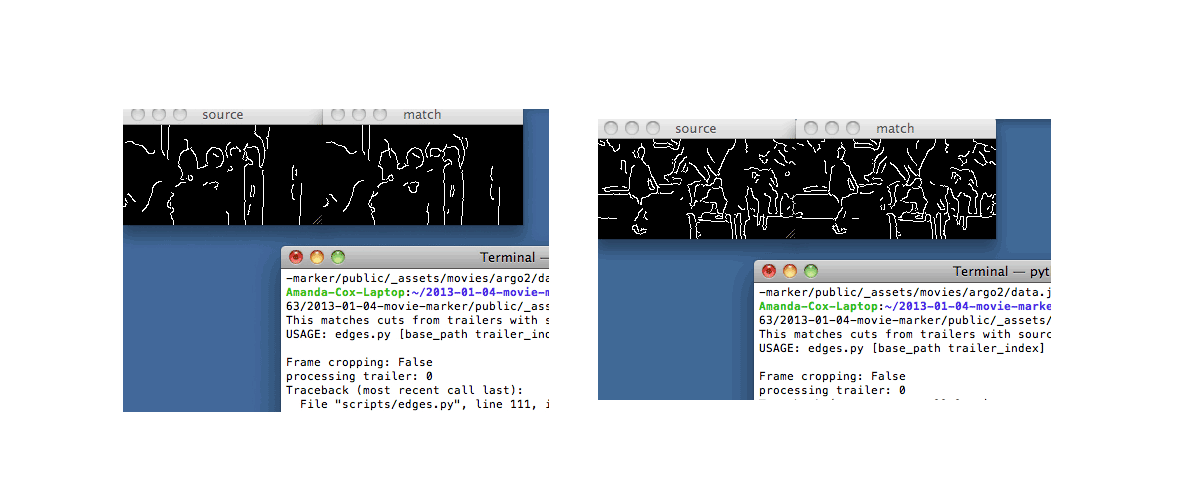 source match
Terminal —
-marker/public/_assets/movies/argo2/da
Amanda-Cox-Laptop:~/2013-01-04-movie-m
63/2013-01-04-movie-marker/public/_ass
This matches cuts from trailers with s
USAGE: edges.py [base_path trailer_ind
Frame cropping: False
processing trailer: 0
Traceback (most recent call last):
File "scripts/edges.py", line 111, i
source match
Terminal — pyt
-marker/public/_assets/movies/argo2/data.j
Amanda-Cox-Laptop:~/2013-01-04-movie-marke
63/2013-01-04-movie-marker/public/_assets/
This matches cuts from trailers with sourc
USAGE: edges.py [base_path trailer_index]
Frame cropping: False
processing trailer: 0